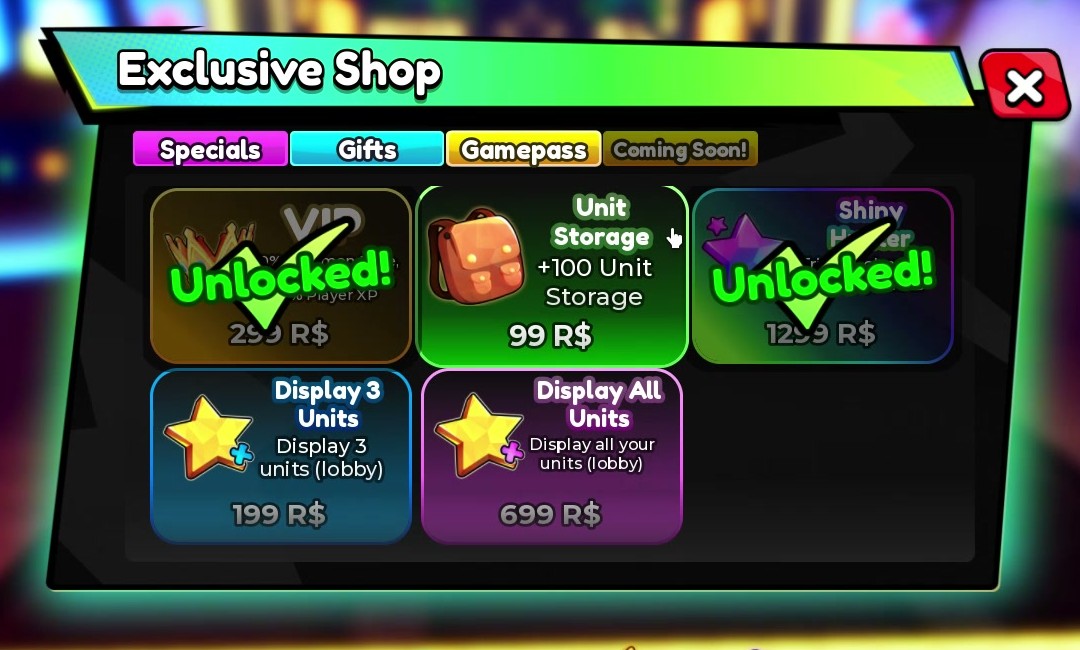 Exclusive Shop
Specials
Gifts
Gamepass
Coming Soon!
VIP
Unlocked!
Player XP
299 R$
Unit
Storage
+100 Unit
Storage
99 R$
Shiny
Unlocked!
1299 R$
Display 3
Units
Display 3
units (lobby)
199 R$
Display All
Units
Display all your
units (lobby)
699 R$